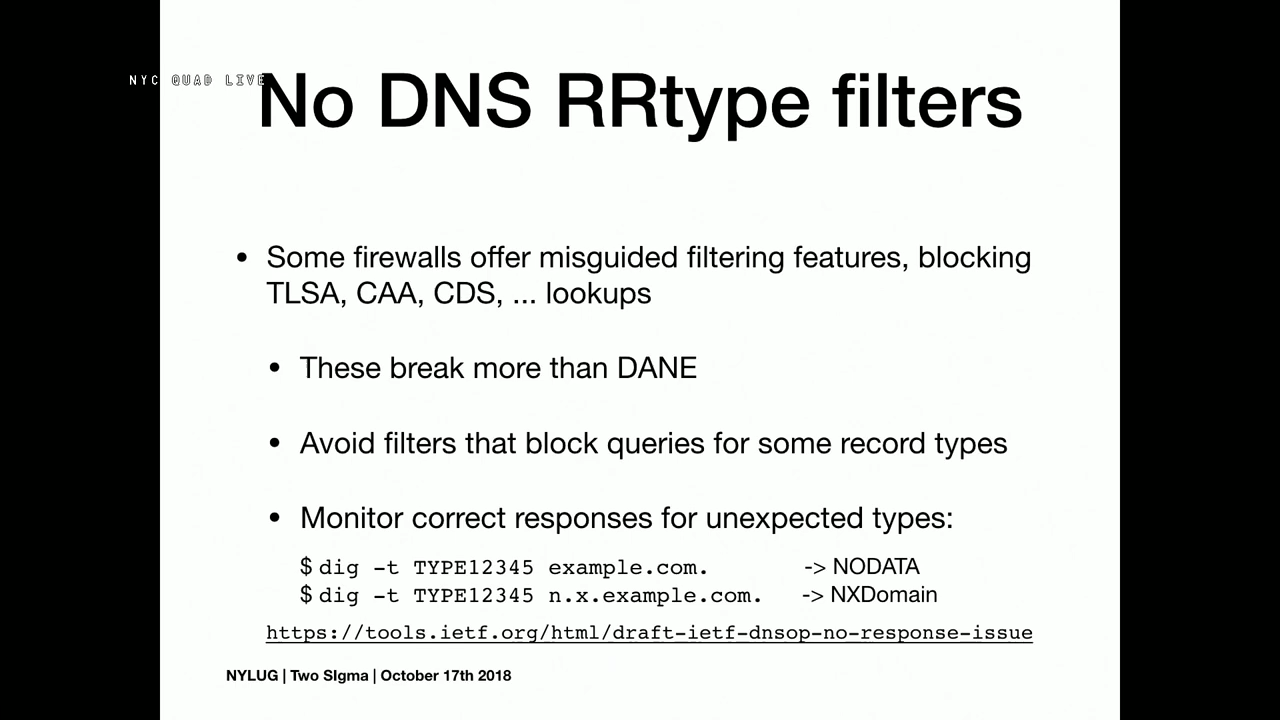 NYC QUAD LIVE
No DNS RRtype filters
• Some firewalls offer misguided filtering features, blocking
TLSA, CAA, CDS, ... lookups
• These break more than DANE
• Avoid filters that block queries for some record types
• Monitor correct responses for unexpected types:
$ dig -t TYPE12345 example.com. -> NODATA
$ dig -t TYPE12345 n.x.example.com. -> NXDomain
https://tools.ietf.org/html/draft-ietf-dnsop-no-response-issue
NYLUG | Two SIgma | October 17th 2018